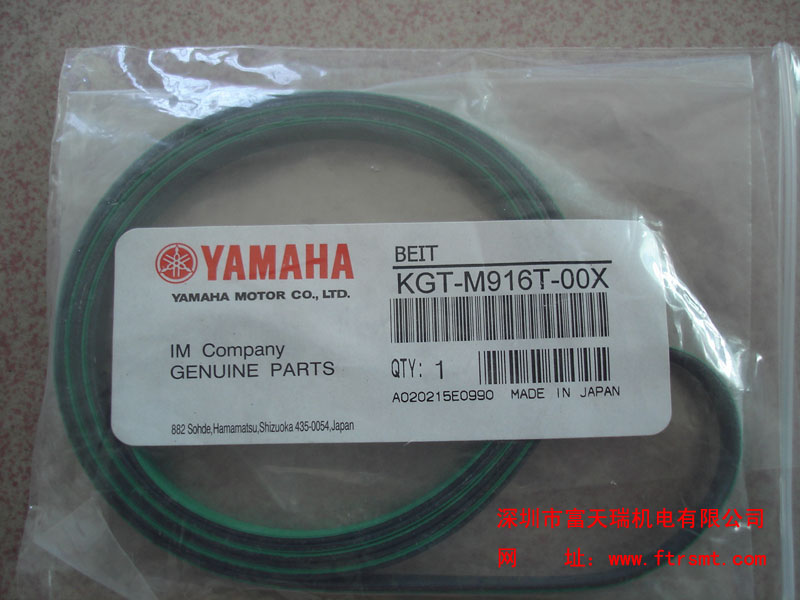 YAMAHA
YAMAHA MOTOR CO., LTD.
IM Company
GENUINE PARTS
882 Sohde,Hamamatsu,Shizuoka 435-0054,Japan
BEIT
KGT-M916T-00X
QTY: 1
A020215E0990 MADE IN JAPAN
深圳市富天瑞机电有限公司
网 址：www.ftrsmt.com